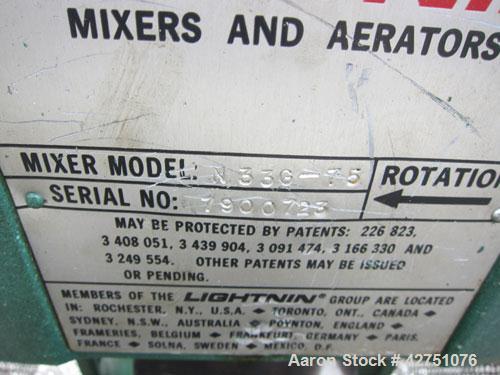 MIXERS AND AERATORS
MIXER MODEL: N33G-75
SERIAL NO: 7900723
ROTATION
MAY BE PROTECTED BY PATENTS: 226 823,
3 408 051, 3 439 904, 3 091 474, 3 166 330 AND
3 249 554. OTHER PATENTS MAY BE ISSUED
OR PENDING.
MEMBERS OF THE LIGHTNIN® GROUP ARE LOCATED
IN: ROCHESTER, N.Y., U.S.A. ◆ TORONTO, ONT., CANADA ◆
SYDNEY, N.S.W., AUSTRALIA ◆ POYNTON, ENGLAND ◆
FRAMERIES, BELGIUM ◆ FRANKFURT, GERMANY ◆ PARIS,
FRANCE ◆ SOLNA, SWEDEN ◆ MEXICO, D.F.
Aaron Stock # 42751076